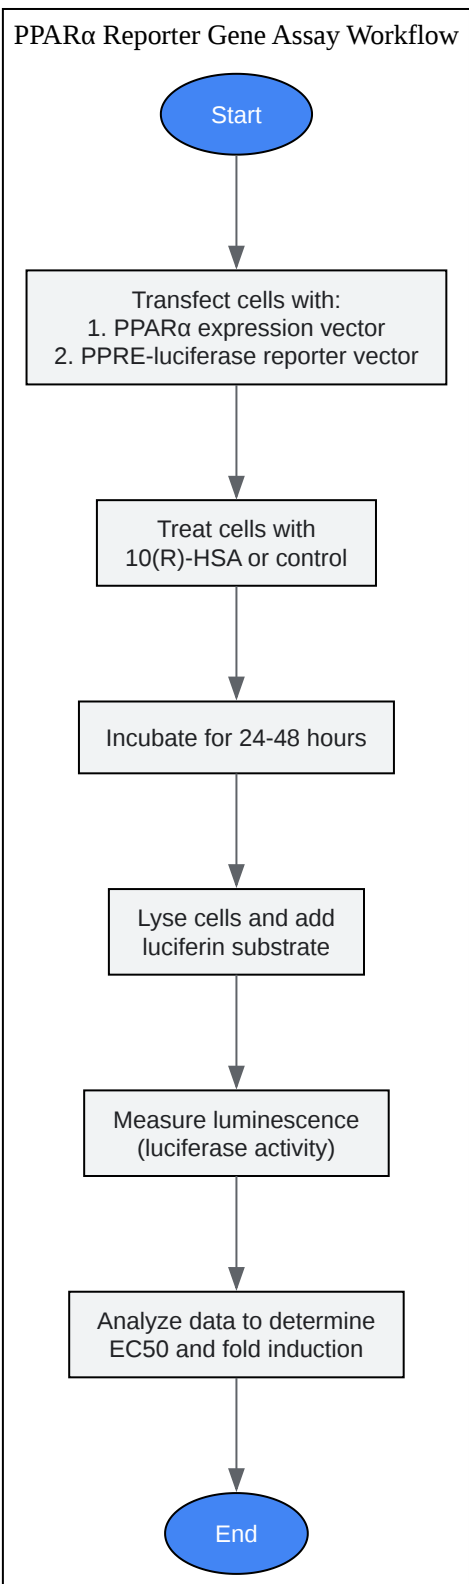 PPARα Reporter Gene Assay Workflow
Start
Transfect cells with:
1. PPARα expression vector
2. PPRE-luciferase reporter vector
Treat cells with
10(R)-HSA or control
Incubate for 24-48 hours
Lyse cells and add
luciferin substrate
Measure luminescence
(luciferase activity)
Analyze data to determine
EC50 and fold induction
End